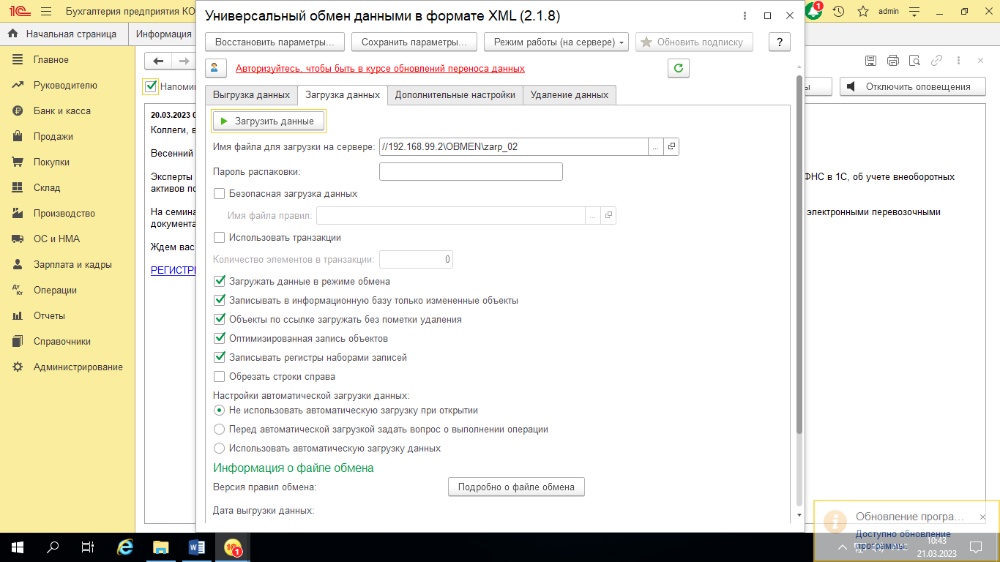 Бухгалтерия предприятия КО
Универсальный обмен данными в формате XML (2.1.8)
1
admin
Начальная страница
Информация
Восстановить параметры...
Сохранить параметры...
Режим работы (на сервере)
Обновить подписку
?
Главное
Авторизуйтесь, чтобы быть в курсе обновлений переноса данных
Руководителю
Напоми
Отключить оповещения
Выгрузка данных
Загрузка данных
Дополнительные настройки
Удаление данных
Банк и касса
20.03.2023 0
Загрузить данные
Коллеги, в
Продажи
Имя файла для загрузки на сервере:
//192.168.99.2\OBMEN\zarp_02
...
Весенний
Покупки
Пароль распаковки:
Эксперты
ФНС в 1С, об учете внеоборотных
активов по
Склад
Безопасная загрузка данных
На семина
Имя файла правил:
...
электронными перевозочными
документа
Производство
Использовать транзакции
ОС и НМА
Ждем вас
Количество элементов в транзакции:
0
Зарплата и кадры
РЕГИСТРИ
Загружать данные в режиме обмена
Дт
Кт
Операции
Записывать в информационную базу только измененные объекты
Отчеты
Объекты по ссылке загружать без пометки удаления
Справочники
Оптимизированная запись объектов
Администрирование
Записывать регистры наборами записей
Обрезать строки справа
Настройки автоматической загрузки данных:
Не использовать автоматическую загрузку при открытии
Перед автоматической загрузкой задать вопрос о выполнении операции
Использовать автоматическую загрузку данных
Информация о файле обмена
Версия правил обмена:
Подробно о файле обмена
Дата выгрузки данных:
Обновление програ...
Доступно обновление
программы
1
10:43
21.03.2023